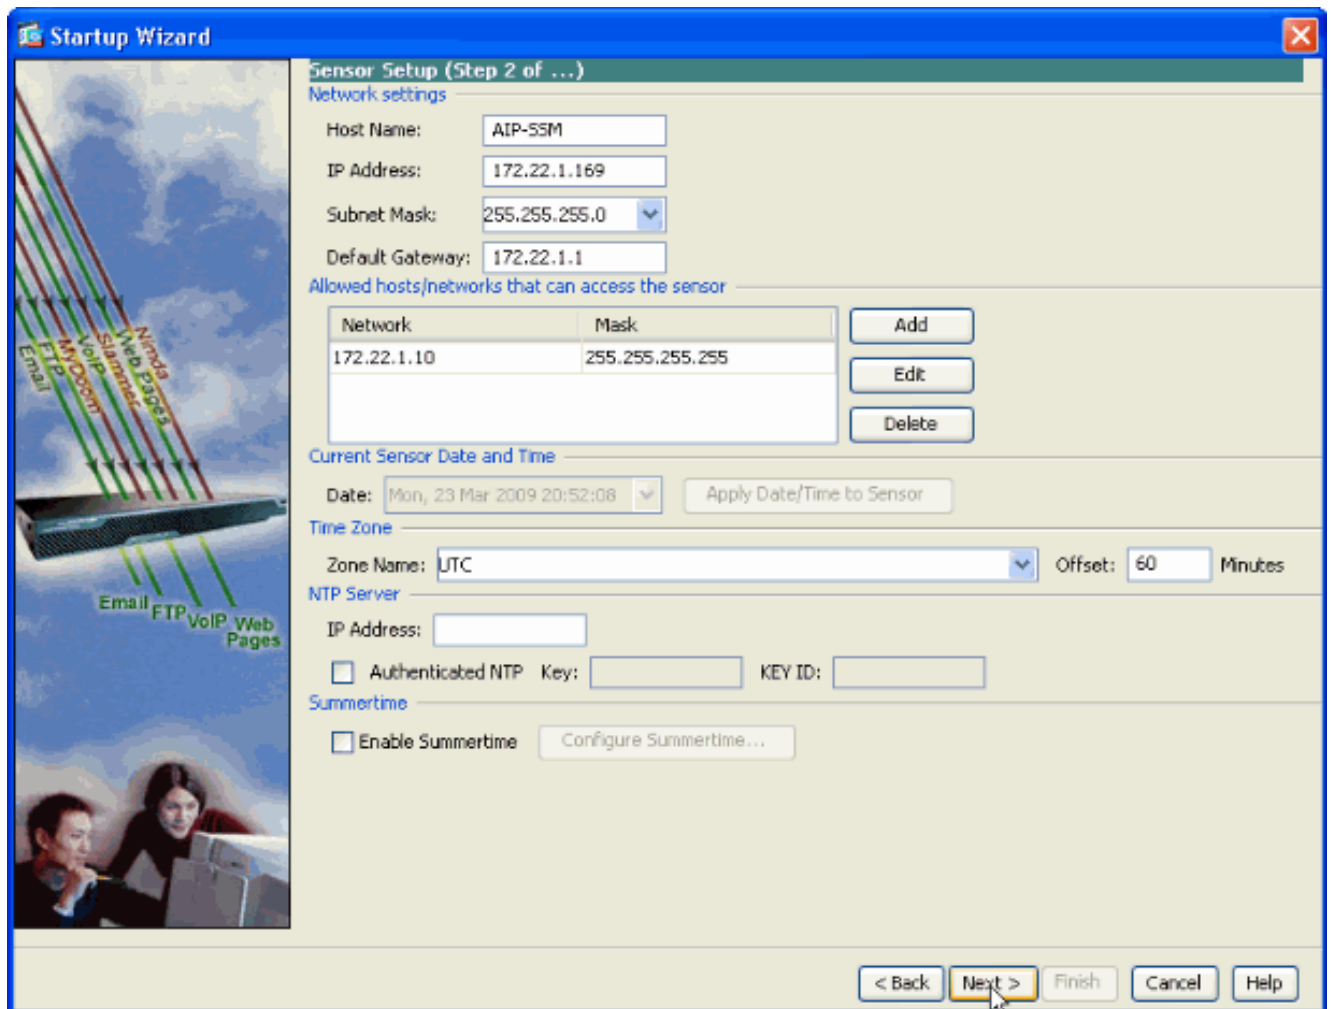 Startup Wizard
Sensor Setup (Step 2 of ...)
Network settings
Host Name: AIP-SSM
IP Address: 172.22.1.169
Subnet Mask: 255.255.255.0
Default Gateway: 172.22.1.1
Allowed hosts/networks that can access the sensor
Network Mask
172.22.1.10 255.255.255.255
Add
Edit
Delete
Current Sensor Date and Time
Date: Mon, 23 Mar 2009 20:52:08 Apply Date/Time to Sensor
Time Zone
Zone Name: UTC Offset: 60 Minutes
NTP Server
IP Address:
Authenticated NTP Key: KEY ID:
Summertime
Enable Summertime Configure Summertime...
Email
FTP
MyDoom
VoIP
Slammer
Web Pages
Nimda
Email
FTP
VoIP
Web Pages
< Back Next > Finish Cancel Help